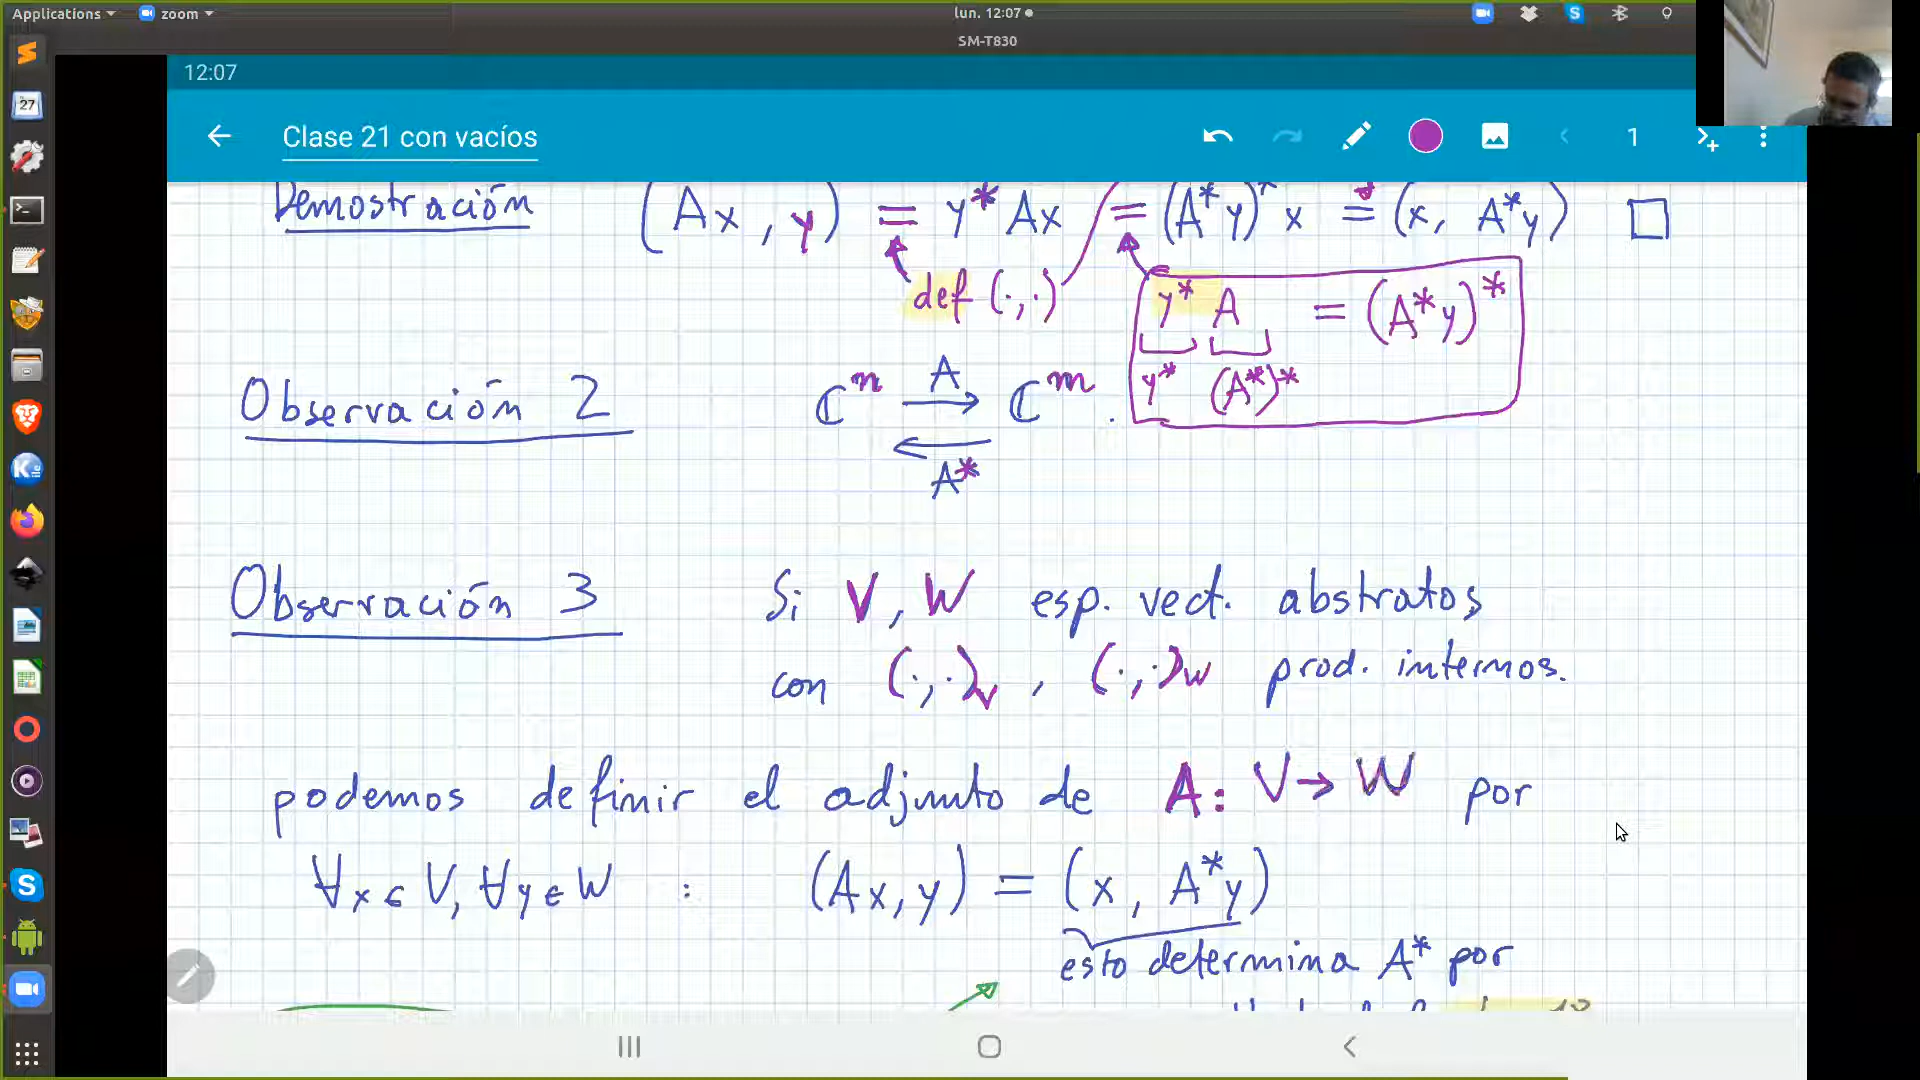 Applications zoom lun. 12:07
SM-T830
12:07
27
Clase 21 con vacíos 1
Demostración (Ax, y) = y* Ax = (A*y)* x = (x, A*y) □
def (·,·) y* A = (A*y)*
y* (A*)*
Observación 2 ℂⁿ A→ ℂᵐ .
← A*
Observación 3 Si V, W esp. vect. abstratos
con (·,·)_V , (·,·)_W prod. internos.
podemos definir el adjunto de A: V → W por
∀x ∈ V, ∀y ∈ W : (Ax, y) = (x, A*y)
esto determina A* por